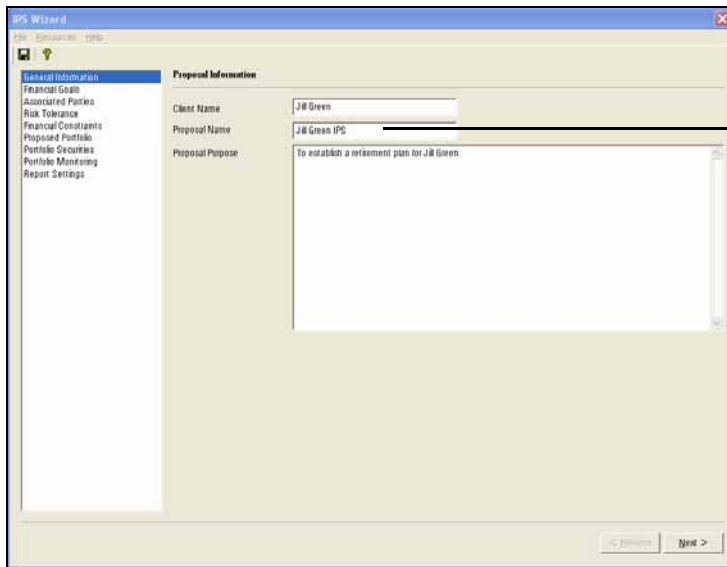 IPS Wizard
File Resources Help
General Information
Financial Goals
Associated Parties
Risk Tolerance
Financial Constraints
Proposed Portfolio
Portfolio Securities
Portfolio Monitoring
Report Settings
Proposal Information
Client Name
Jill Green
Proposal Name
Jill Green IPS
Proposal Purpose
To establish a retirement plan for Jill Green.
< Previous
Next >